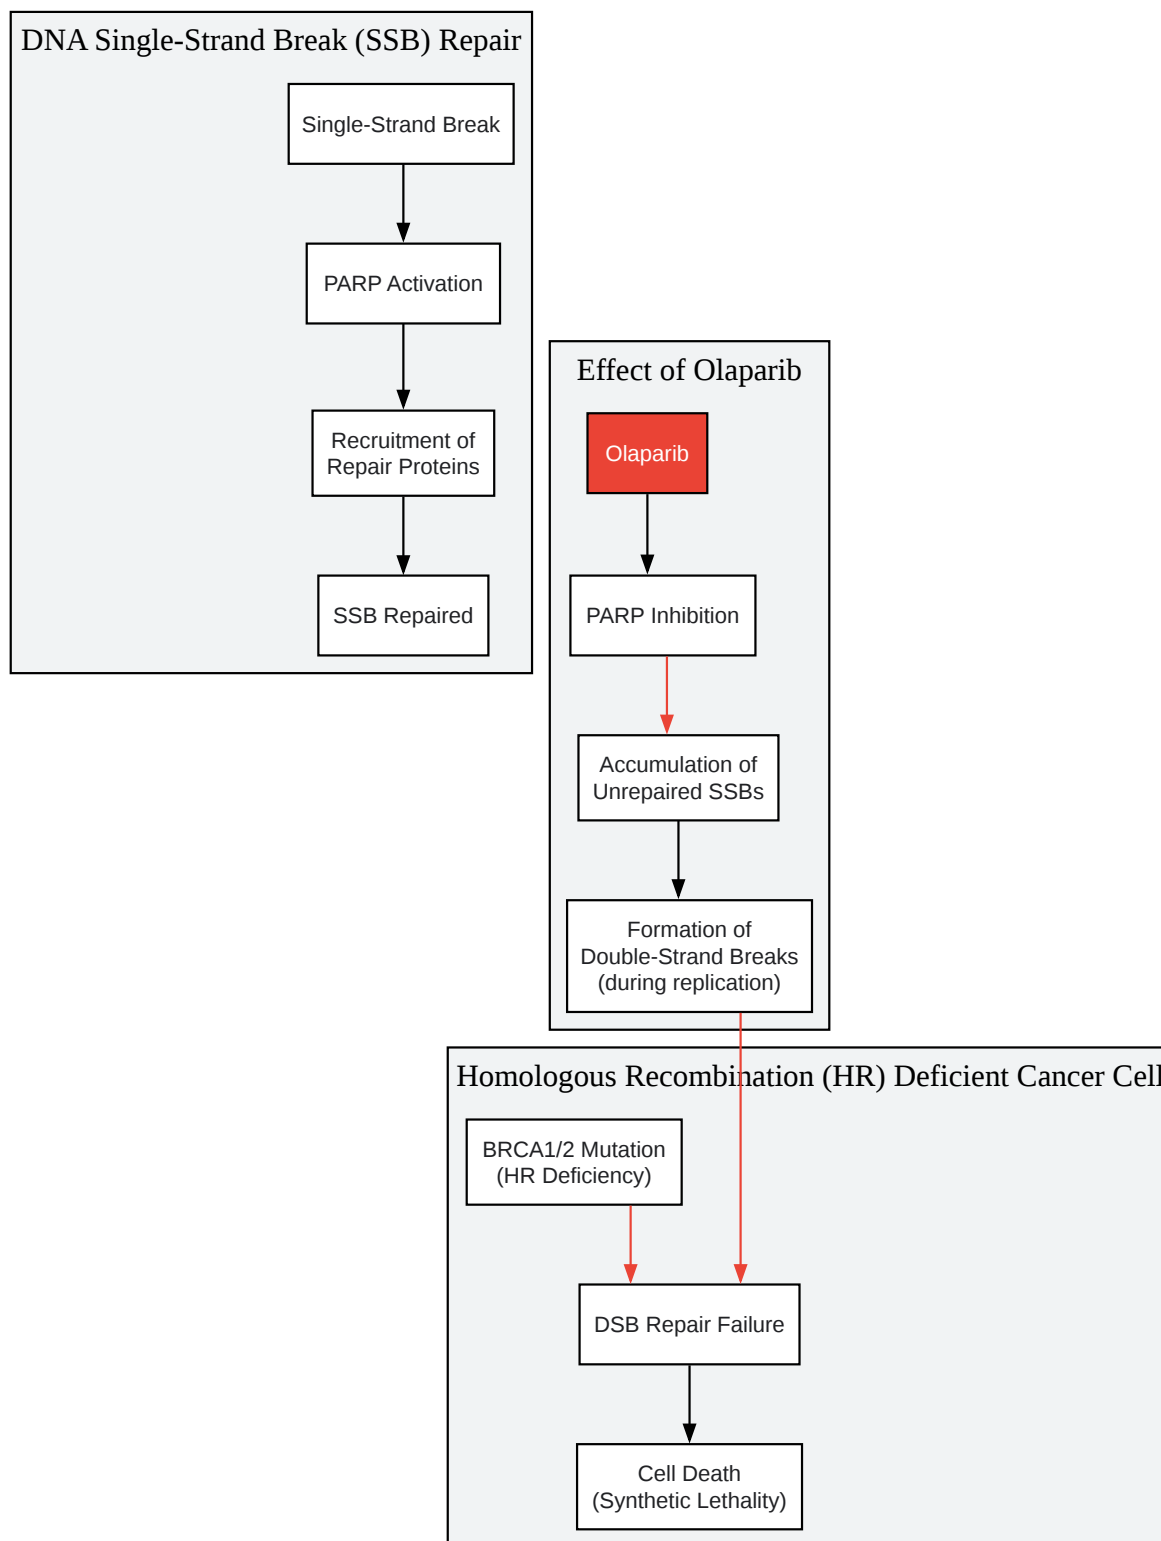 DNA Single-Strand Break (SSB) Repair
Single-Strand Break
PARP Activation
Recruitment of
Repair Proteins
SSB Repaired
Effect of Olaparib
Olaparib
PARP Inhibition
Accumulation of
Unrepaired SSBs
Formation of
Double-Strand Breaks
(during replication)
Homologous Recombination (HR) Deficient Cancer Cell
BRCA1/2 Mutation
(HR Deficiency)
DSB Repair Failure
Cell Death
(Synthetic Lethality)